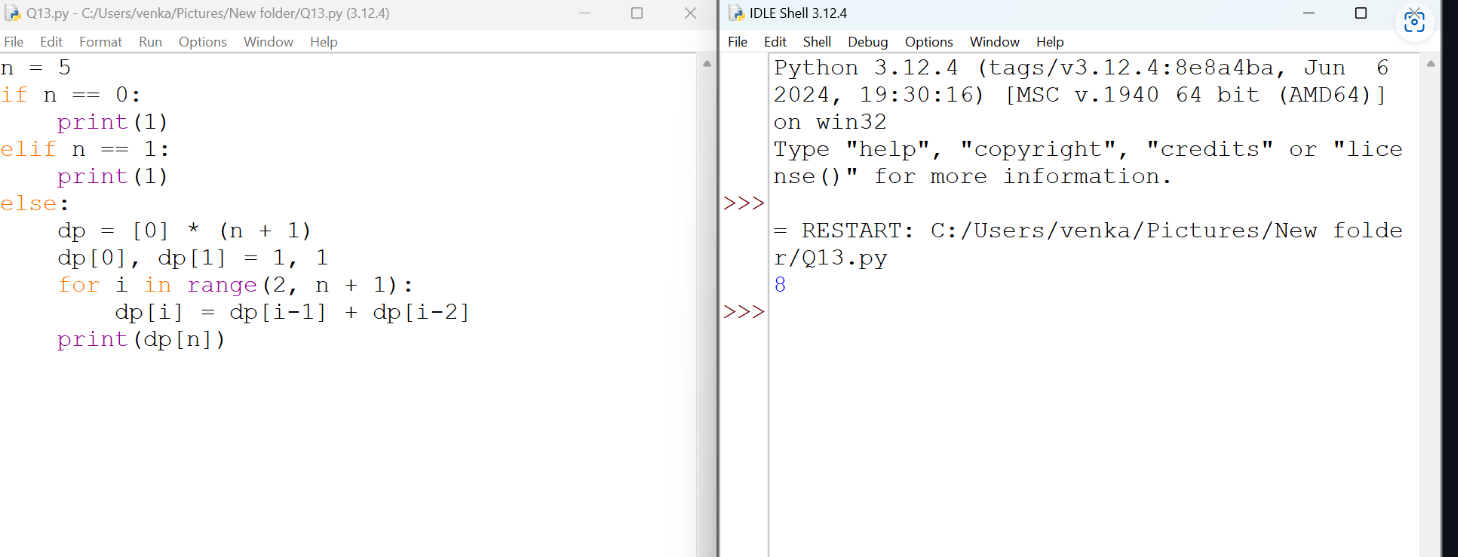 Q13.py - C:/Users/venka/Pictures/New folder/Q13.py (3.12.4)
File Edit Format Run Options Window Help
n = 5
if n == 0:
    print(1)
elif n == 1:
    print(1)
else:
    dp = [0] * (n + 1)
    dp[0], dp[1] = 1, 1
    for i in range(2, n + 1):
        dp[i] = dp[i-1] + dp[i-2]
    print(dp[n])
IDLE Shell 3.12.4
File Edit Shell Debug Options Window Help
Python 3.12.4 (tags/v3.12.4:8e8a4ba, Jun  6
2024, 19:30:16) [MSC v.1940 64 bit (AMD64)]
on win32
Type "help", "copyright", "credits" or "lice
nse()" for more information.
>>>
= RESTART: C:/Users/venka/Pictures/New folde
r/Q13.py
8
>>>